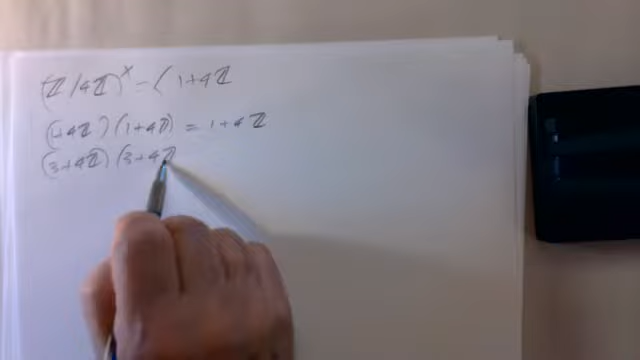 (ℤ/4ℤ)^× = { 1+4ℤ
(1+4ℤ)(1+4ℤ) = 1+4ℤ
(3+4ℤ)(3+4ℤ